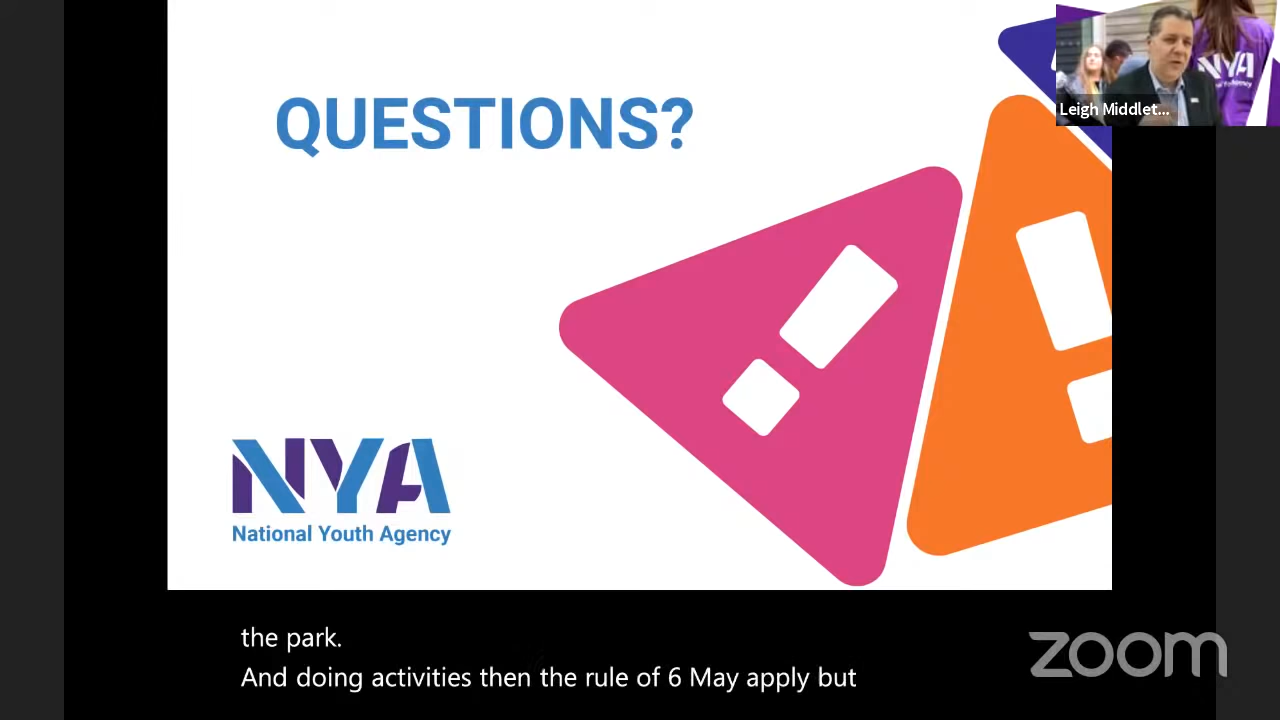 QUESTIONS?
NYA
Leigh Middlet...
NYA
National Youth Agency
the park.
And doing activities then the rule of 6 May apply but
zoom